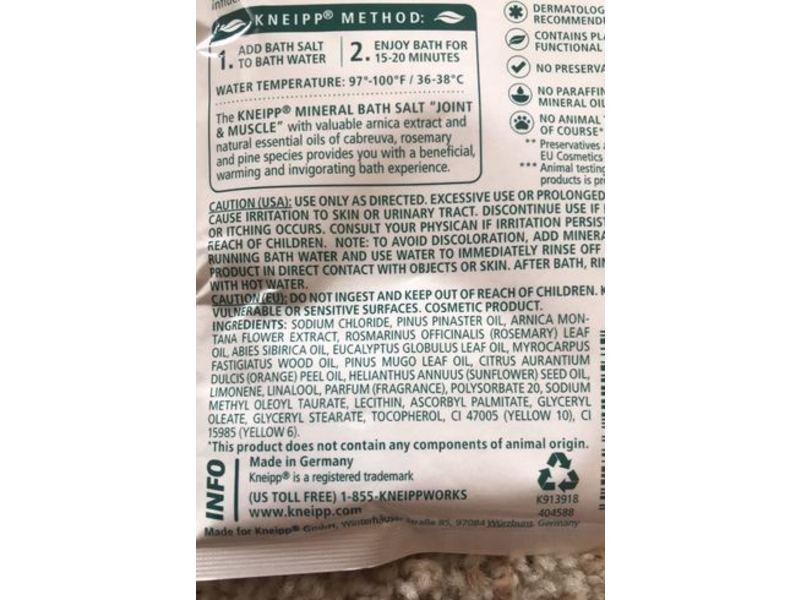 influe
KNEIPP® METHOD:
1. ADD BATH SALT
TO BATH WATER
2. ENJOY BATH FOR
15-20 MINUTES
WATER TEMPERATURE: 97°-100°F / 36-38°C
The KNEIPP® MINERAL BATH SALT "JOINT
& MUSCLE" with valuable arnica extract and
natural essential oils of cabreuva, rosemary
and pine species provides you with a beneficial,
warming and invigorating bath experience.
DERMATOLOG
RECOMMEND
CONTAINS PLA
FUNCTIONAL
NO PRESERVA
NO PARAFFIN
MINERAL OIL
NO ANIMAL T
OF COURSE*
** Preservatives a
EU Cosmetics
*** Animal testing
products is pr
CAUTION (USA): USE ONLY AS DIRECTED. EXCESSIVE USE OR PROLONGED
CAUSE IRRITATION TO SKIN OR URINARY TRACT. DISCONTINUE USE IF
OR ITCHING OCCURS. CONSULT YOUR PHYSICAN IF IRRITATION PERSIST
REACH OF CHILDREN. NOTE: TO AVOID DISCOLORATION, ADD MINERA
RUNNING BATH WATER AND USE WATER TO IMMEDIATELY RINSE OFF
PRODUCT IN DIRECT CONTACT WITH OBJECTS OR SKIN. AFTER BATH, RIN
WITH HOT WATER.
CAUTION (EU): DO NOT INGEST AND KEEP OUT OF REACH OF CHILDREN. K
VULNERABLE OR SENSITIVE SURFACES. COSMETIC PRODUCT.
INGREDIENTS: SODIUM CHLORIDE, PINUS PINASTER OIL, ARNICA MON-
TANA FLOWER EXTRACT, ROSMARINUS OFFICINALIS (ROSEMARY) LEAF
OIL, ABIES SIBIRICA OIL, EUCALYPTUS GLOBULUS LEAF OIL, MYROCARPUS
FASTIGIATUS WOOD OIL, PINUS MUGO LEAF OIL, CITRUS AURANTIUM
DULCIS (ORANGE) PEEL OIL, HELIANTHUS ANNUUS (SUNFLOWER) SEED OIL,
LIMONENE, LINALOOL, PARFUM (FRAGRANCE), POLYSORBATE 20, SODIUM
METHYL OLEOYL TAURATE, LECITHIN, ASCORBYL PALMITATE, GLYCERYL
OLEATE, GLYCERYL STEARATE, TOCOPHEROL, CI 47005 (YELLOW 10), CI
15985 (YELLOW 6).
*This product does not contain any components of animal origin.
INFO
Made in Germany
Kneipp® is a registered trademark
(US TOLL FREE) 1-855-KNEIPPWORKS
www.kneipp.com
K913918
404588
Made for Kneipp® GmbH, Winterhäuser Straße 85, 97084 Würzburg, Germany